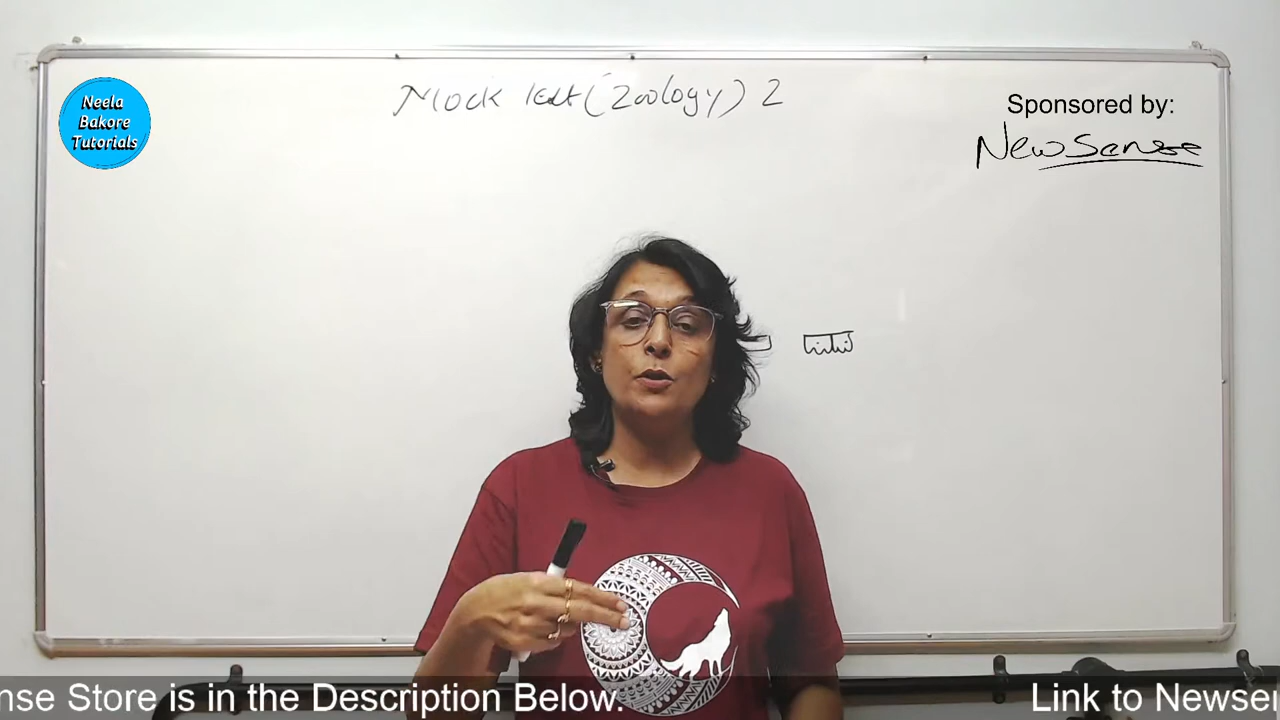 Mock test (Zoology) 2
Neela
Bakore
Tutorials
Sponsored by:
NewSense
nse Store is in the Description Below.
Link to Newsen